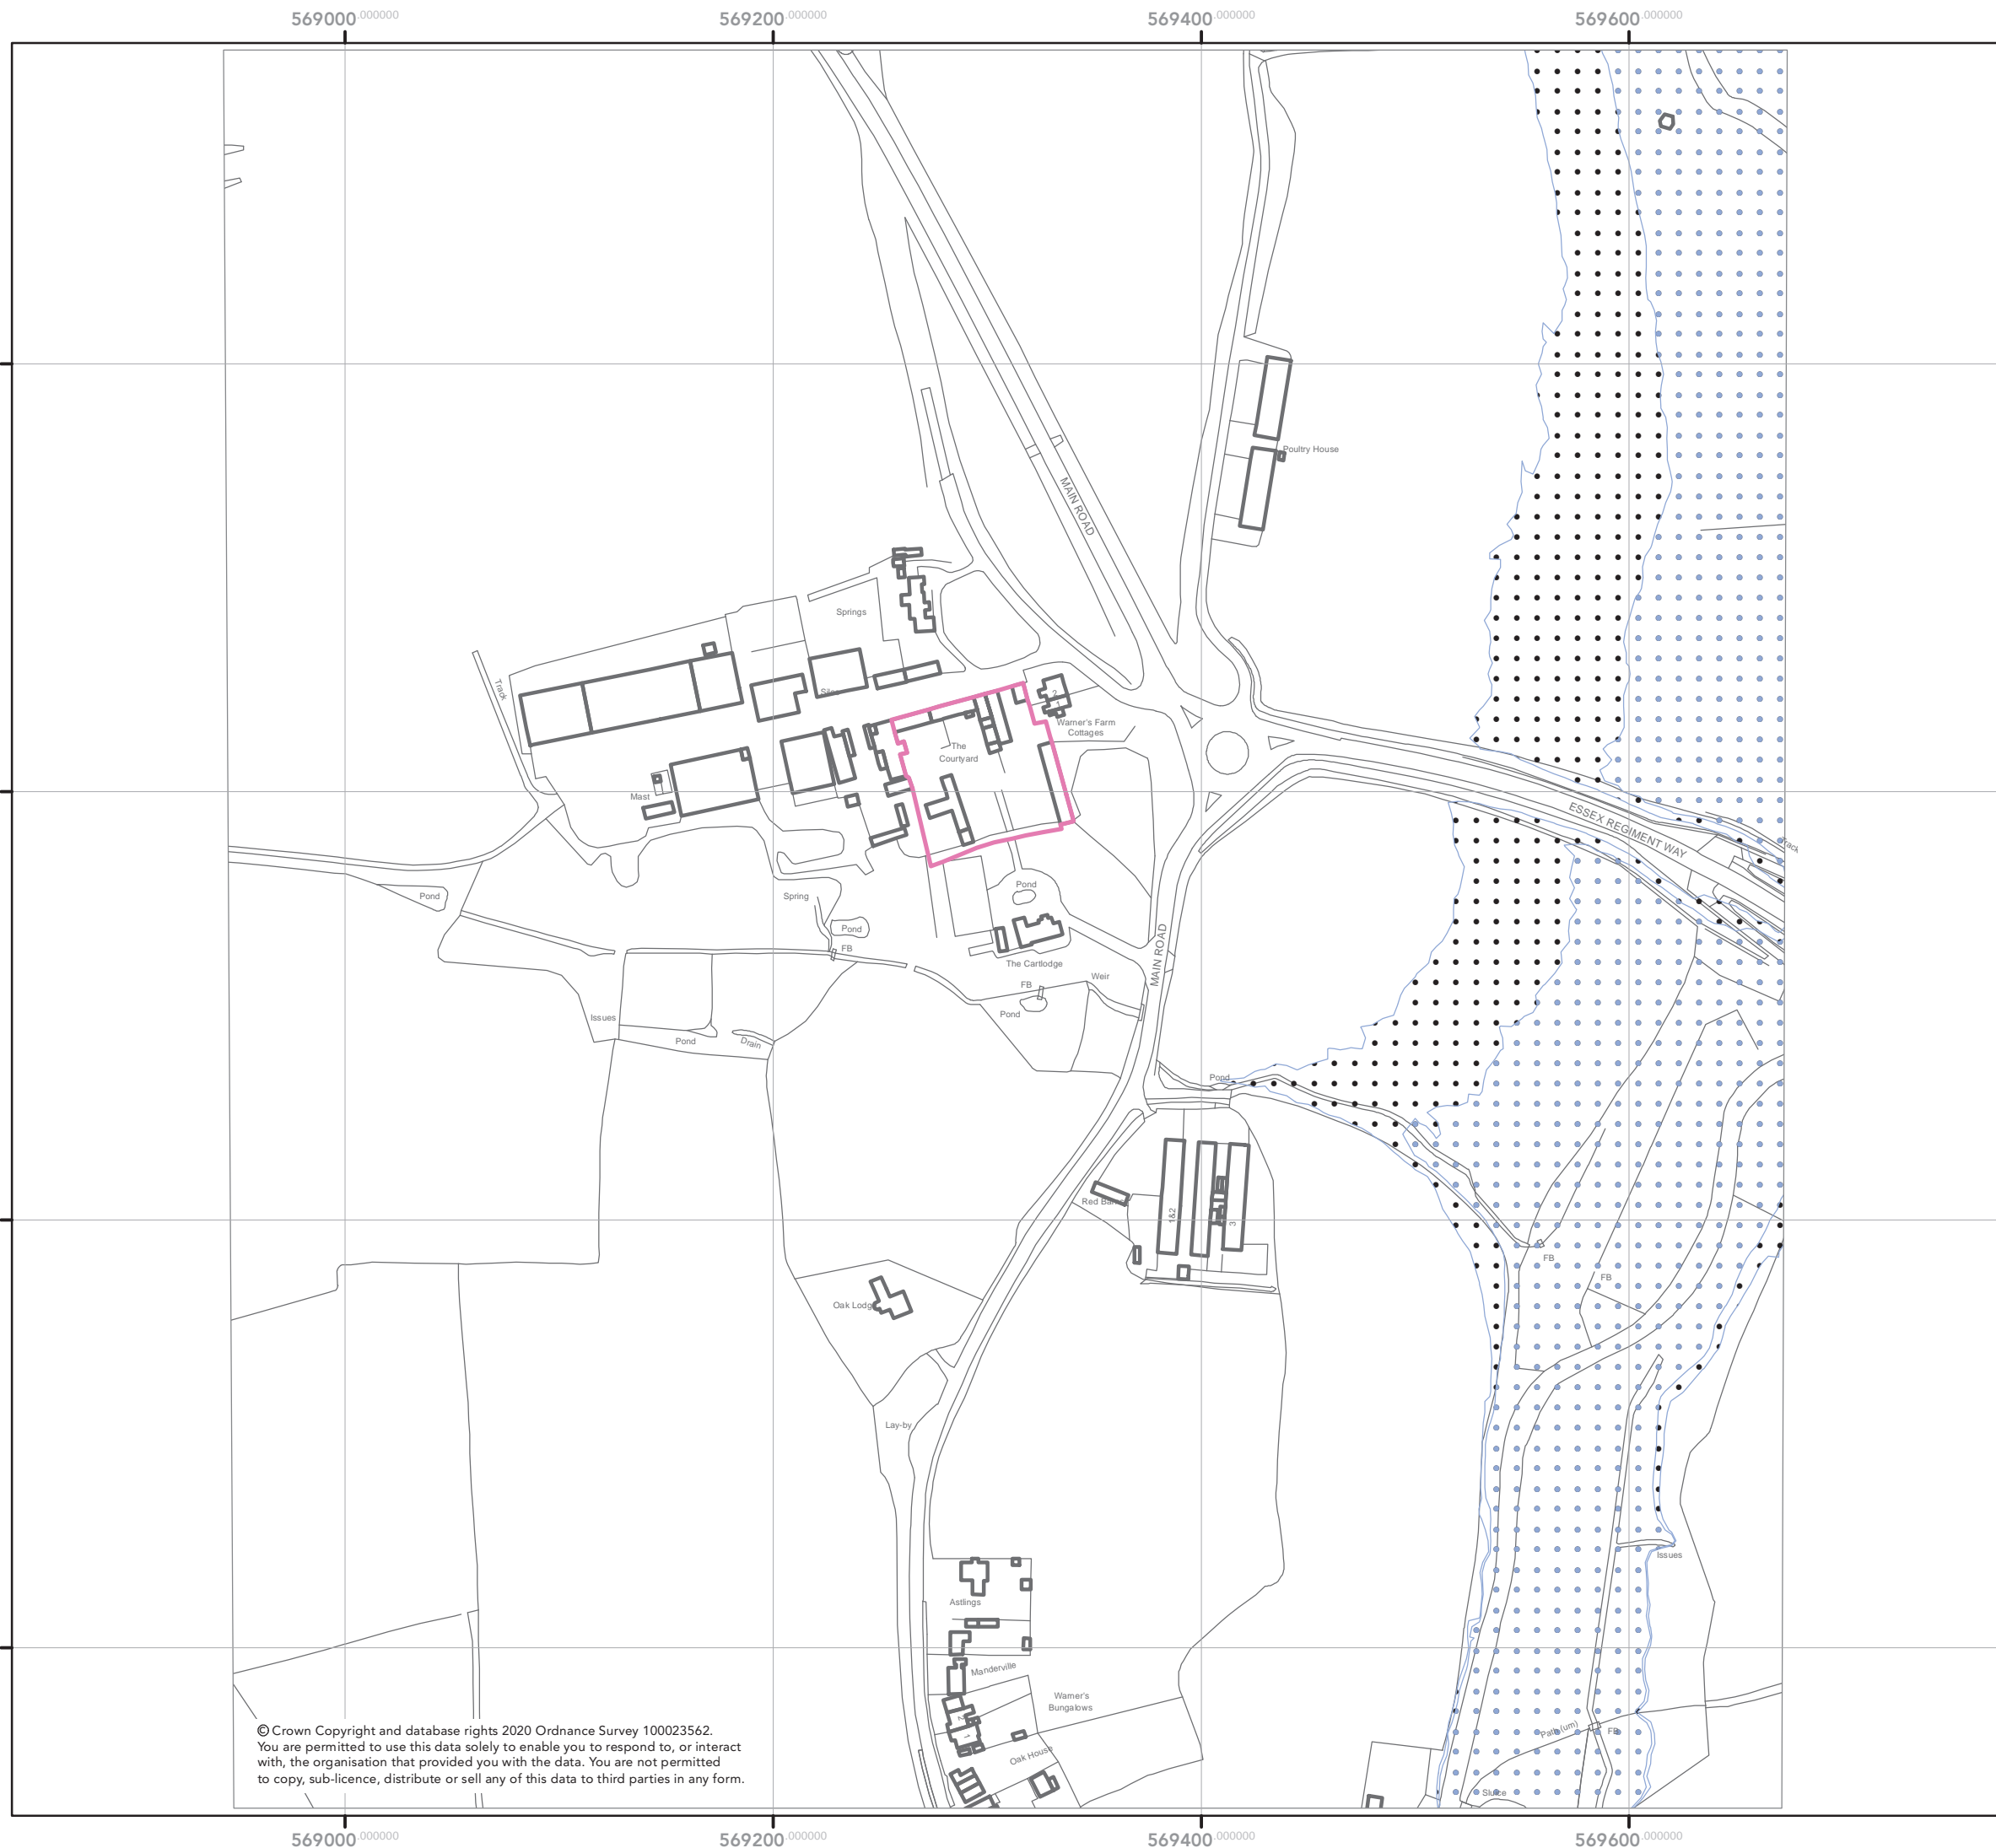 569000.000000
569200.000000
569400.000000
569600.000000
Poultry House
MAIN ROAD
Springs
Track
Silos
2
1
Warner's Farm
Cottages
The
Courtyard
Mast
ESSEX REGIMENT WAY
Track
Pond
Spring
Pond
Pond
FB
MAIN ROAD
The Cartlodge
Weir
FB
Pond
Issues
Pond
Drain
Pond
Red Barn
1&2
3
FB
FB
Oak Lodge
Lay-by
Issues
Astlings
Manderville
Warner's
Bungalows
2
1
Oak House
Path (um)
FB
Sluice
© Crown Copyright and database rights 2020 Ordnance Survey 100023562.
You are permitted to use this data solely to enable you to respond to, or interact
with, the organisation that provided you with the data. You are not permitted
to copy, sub-licence, distribute or sell any of this data to third parties in any form.
569000.000000
569200.000000
569400.000000
569600.000000